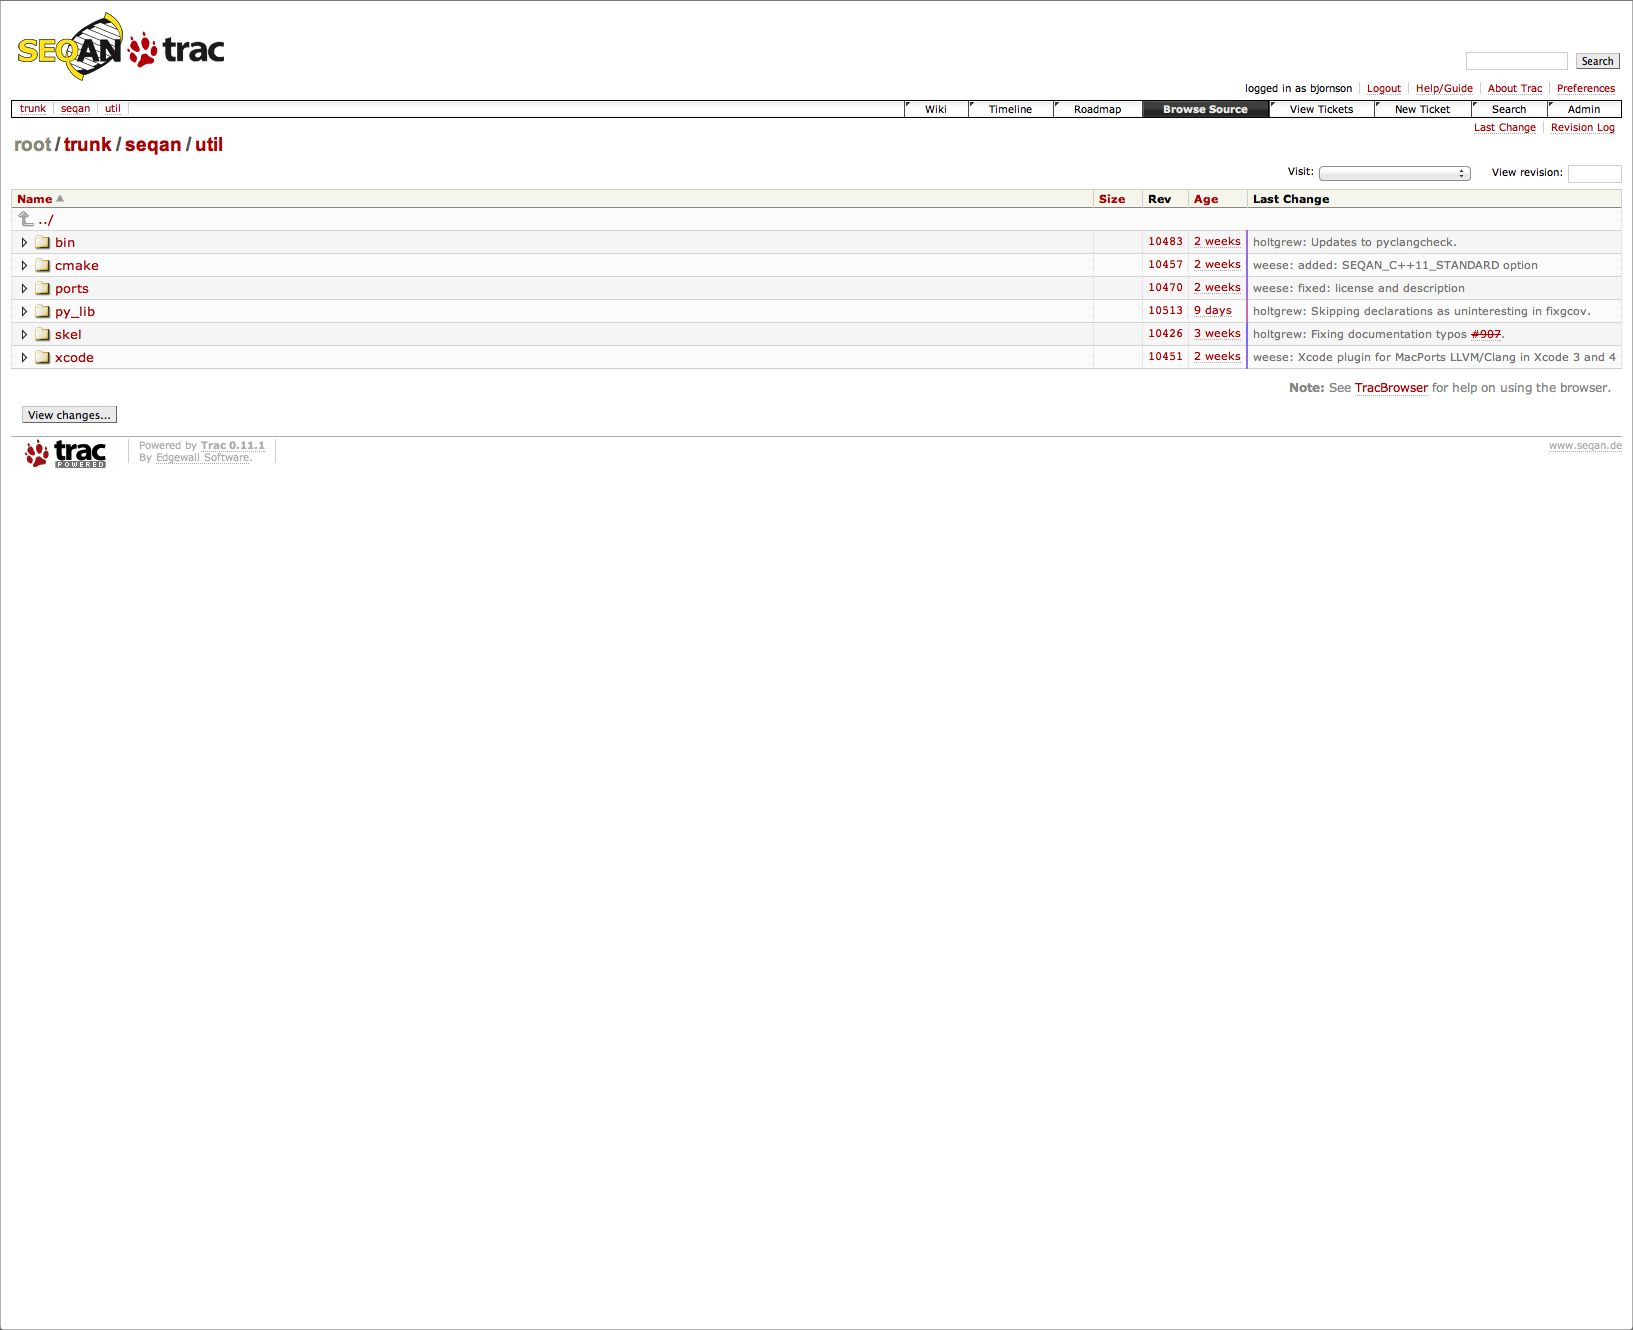 SEQAN trac
Search
logged in as bjornson Logout Help/Guide About Trac Preferences
trunk seqan util Wiki Timeline Roadmap Browse Source View Tickets New Ticket Search Admin
Last Change Revision Log
root / trunk / seqan / util
Visit: View revision:
Name Size Rev Age Last Change
../
bin 10483 2 weeks holtgrew: Updates to pyclangcheck.
cmake 10457 2 weeks weese: added: SEQAN_C++11_STANDARD option
ports 10470 2 weeks weese: fixed: license and description
py_lib 10513 9 days holtgrew: Skipping declarations as uninteresting in fixgcov.
skel 10426 3 weeks holtgrew: Fixing documentation typos #907.
xcode 10451 2 weeks weese: Xcode plugin for MacPorts LLVM/Clang in Xcode 3 and 4
Note: See TracBrowser for help on using the browser.
View changes...
trac POWERED
Powered by Trac 0.11.1
By Edgewall Software.
www.seqan.de